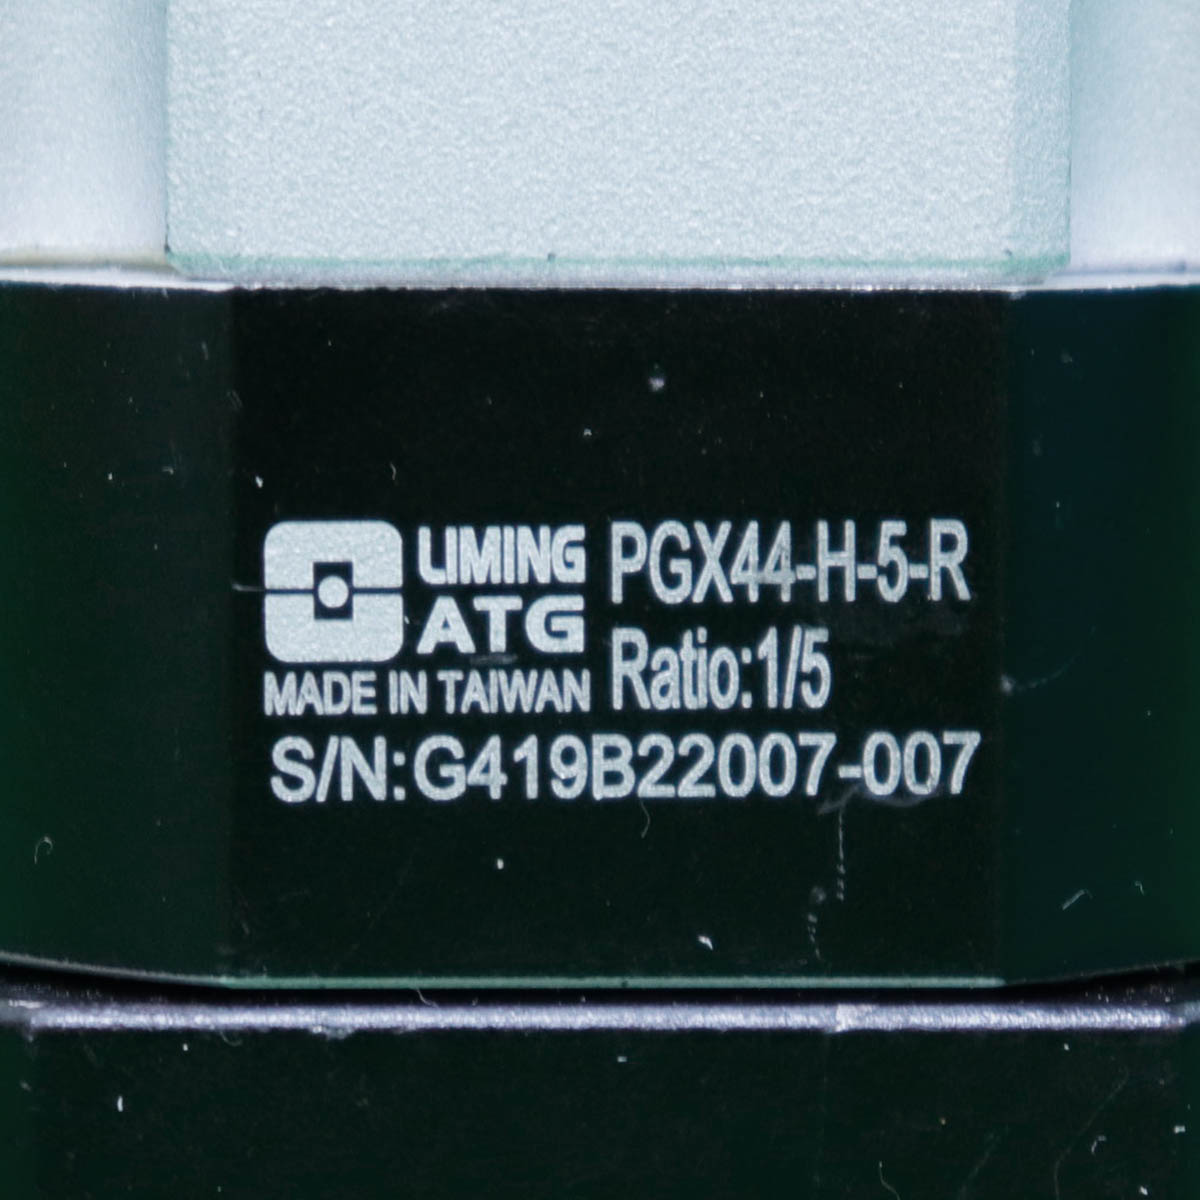 LIMING
ATG
MADE IN TAIWAN
PGX44-H-5-R
Ratio:1/5
S/N:G419B22007-007